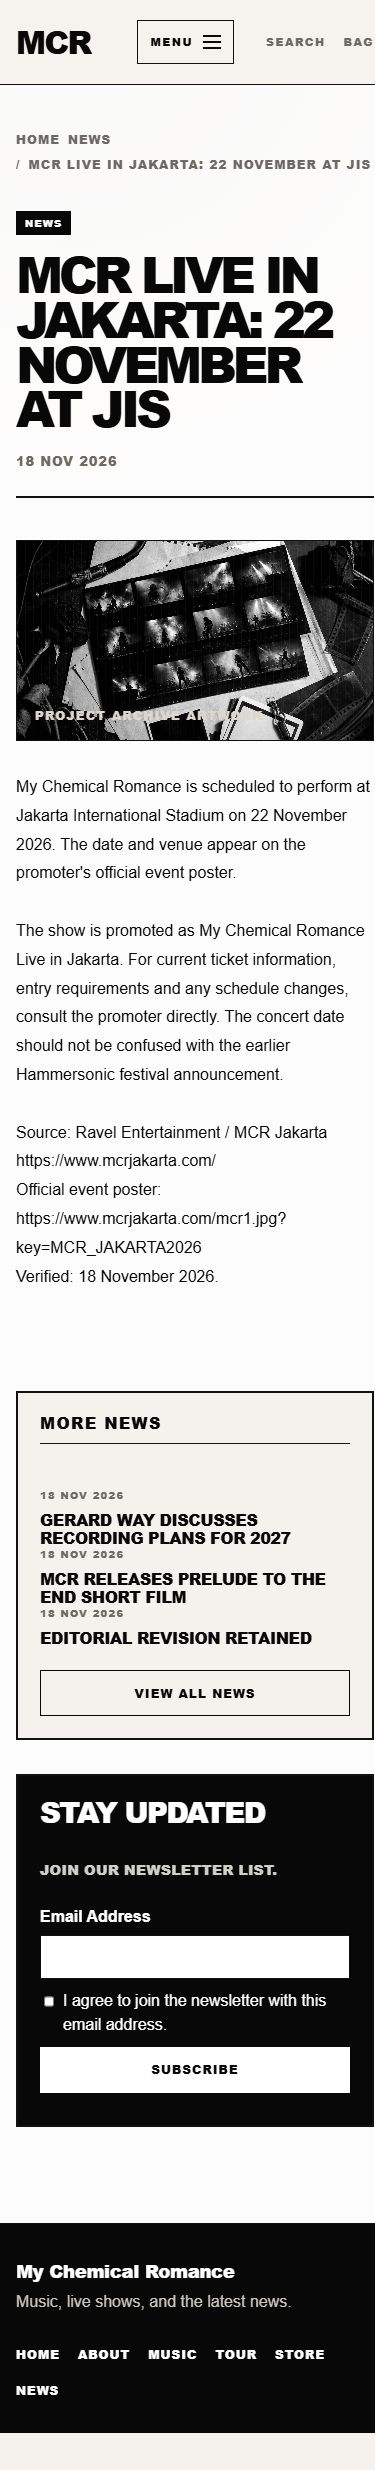 MCR
MENU
SEARCH
BAG
HOME NEWS
/ MCR LIVE IN JAKARTA: 22 NOVEMBER AT JIS
NEWS
MCR LIVE IN
JAKARTA: 22
NOVEMBER
AT JIS
18 NOV 2026
PROJECT ARCHIVE ARTWORK
My Chemical Romance is scheduled to perform at
Jakarta International Stadium on 22 November
2026. The date and venue appear on the
promoter's official event poster.
The show is promoted as My Chemical Romance
Live in Jakarta. For current ticket information,
entry requirements and any schedule changes,
consult the promoter directly. The concert date
should not be confused with the earlier
Hammersonic festival announcement.
Source: Ravel Entertainment / MCR Jakarta
https://www.mcrjakarta.com/
Official event poster:
https://www.mcrjakarta.com/mcr1.jpg?
key=MCR_JAKARTA2026
Verified: 18 November 2026.
MORE NEWS
18 NOV 2026
GERARD WAY DISCUSSES
RECORDING PLANS FOR 2027
18 NOV 2026
MCR RELEASES PRELUDE TO THE
END SHORT FILM
18 NOV 2026
EDITORIAL REVISION RETAINED
VIEW ALL NEWS
STAY UPDATED
JOIN OUR NEWSLETTER LIST.
Email Address
I agree to join the newsletter with this
email address.
SUBSCRIBE
My Chemical Romance
Music, live shows, and the latest news.
HOME ABOUT MUSIC TOUR STORE
NEWS